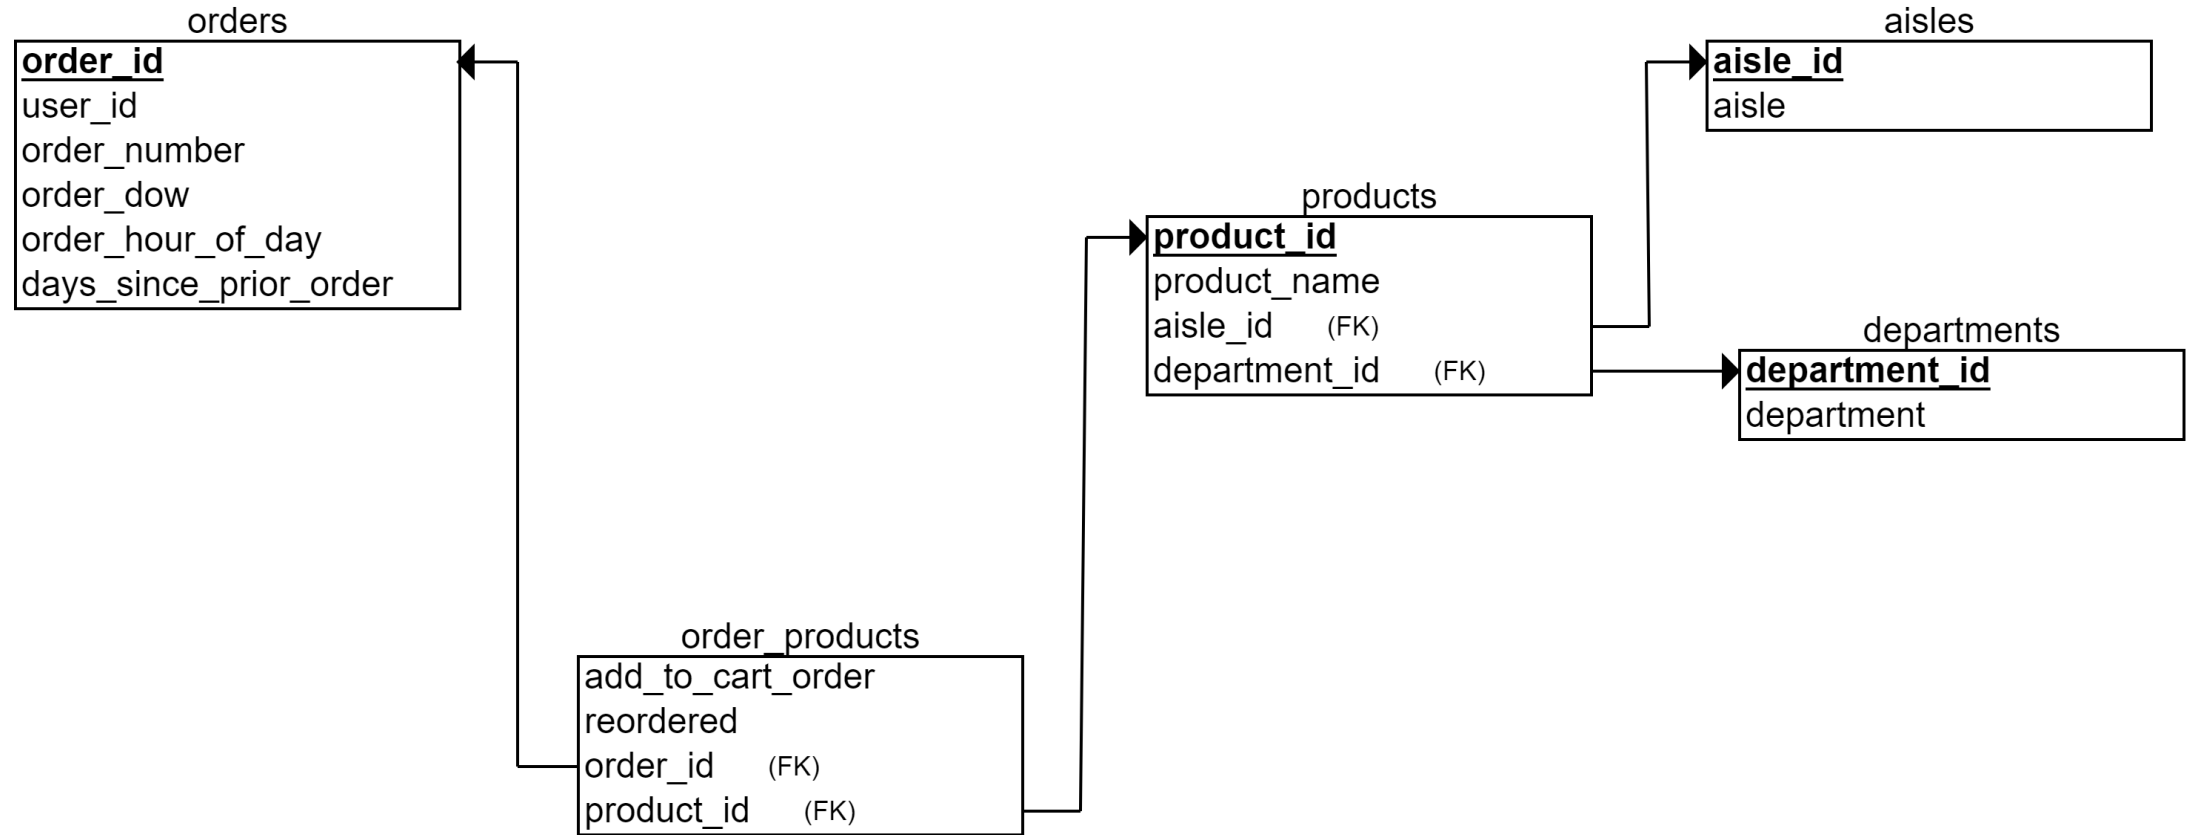 orders
order_id
user_id
order_number
order_dow
order_hour_of_day
days_since_prior_order
aisles
aisle_id
aisle
products
product_id
product_name
aisle_id (FK)
department_id (FK)
departments
department_id
department
order_products
add_to_cart_order
reordered
order_id (FK)
product_id (FK)